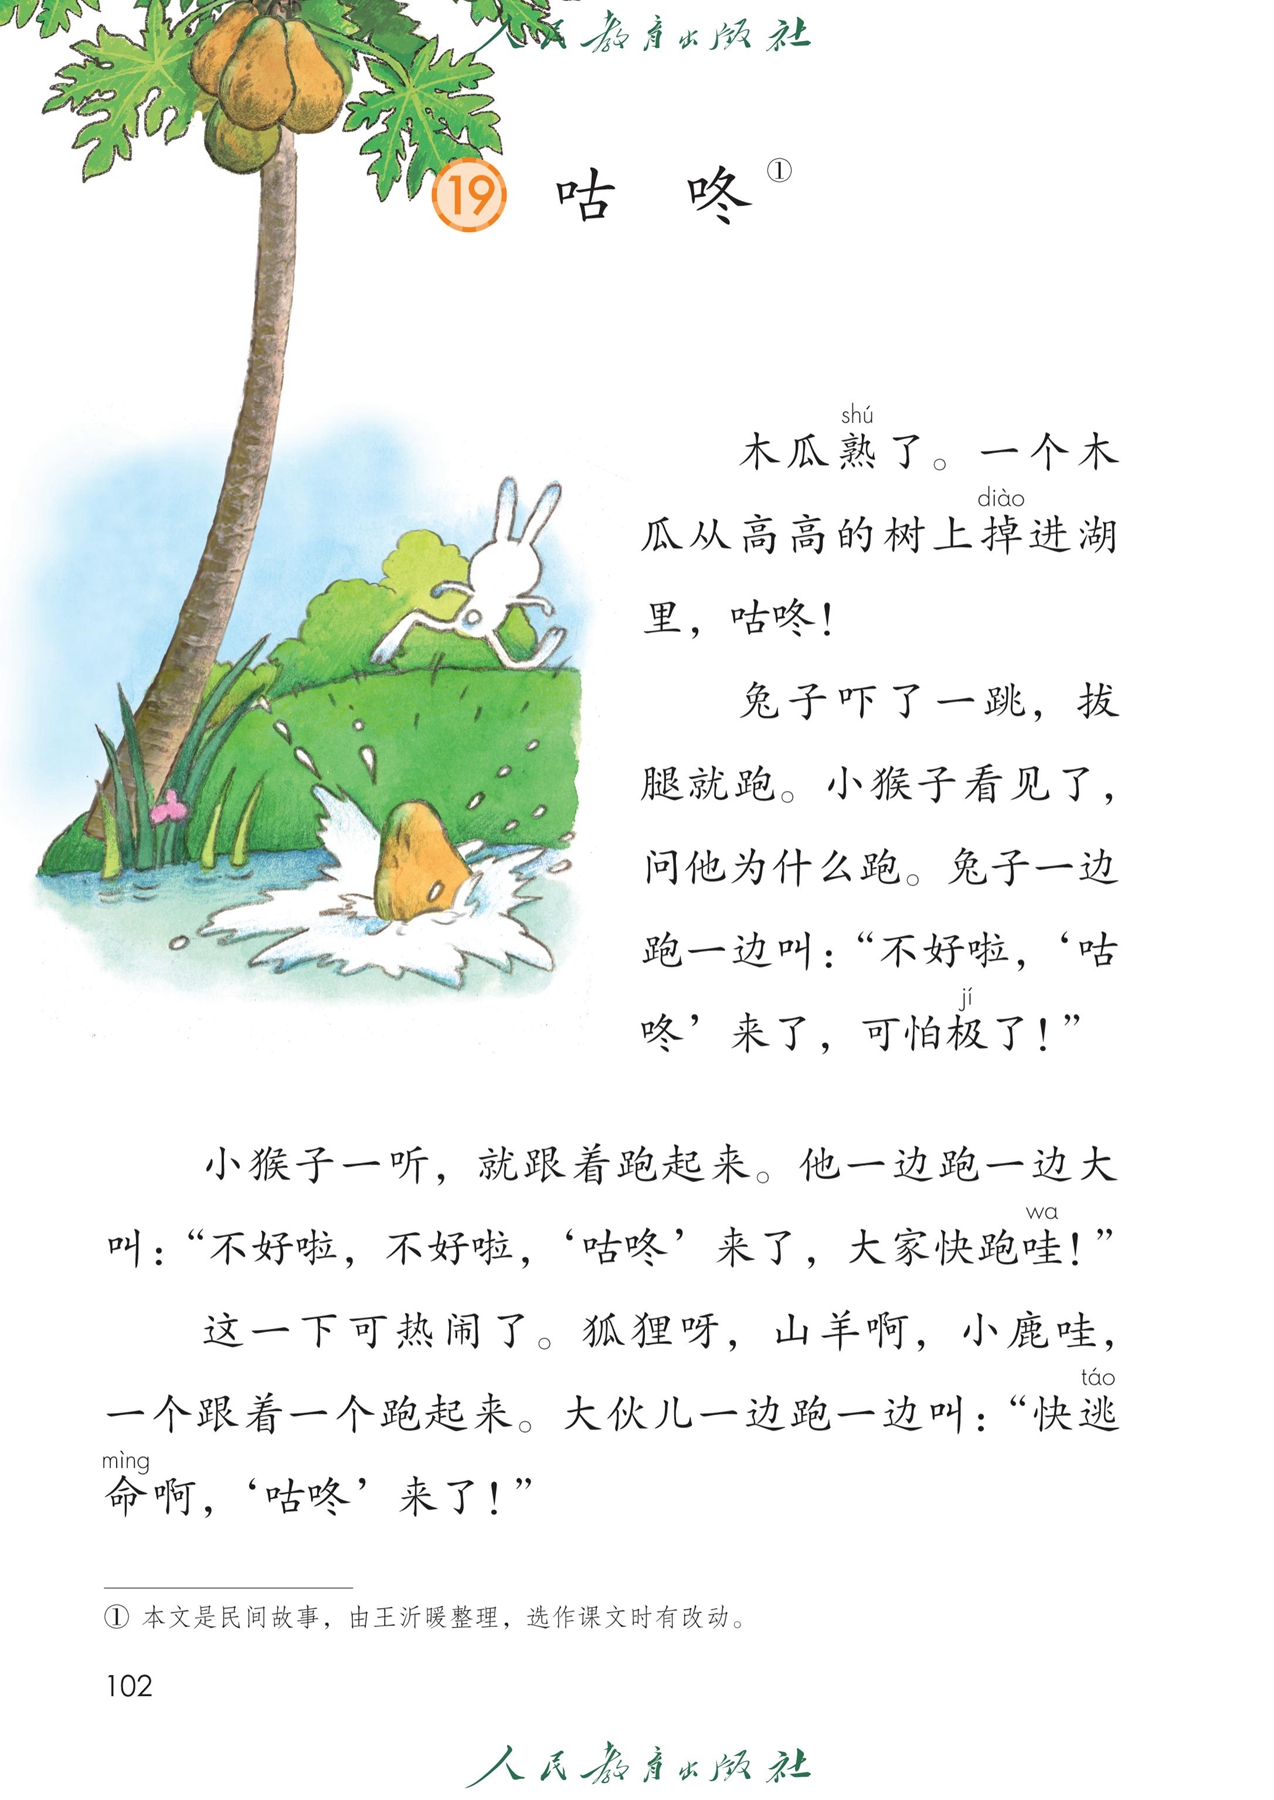 人民教育出版社
19 咕咚①
shú
木瓜熟了。一个木
diào
瓜从高高的树上掉进湖
里，咕咚！
兔子吓了一跳，拔
腿就跑。小猴子看见了，
问他为什么跑。兔子一边
跑一边叫：“不好啦，‘咕
jí
咚’来了，可怕极了！”
小猴子一听，就跟着跑起来。他一边跑一边大
wa
叫：“不好啦，不好啦，‘咕咚’来了，大家快跑哇！”
这一下可热闹了。狐狸呀，山羊啊，小鹿哇，
táo
一个跟着一个跑起来。大伙儿一边跑一边叫：“快逃
mìng
命啊，‘咕咚’来了！”
① 本文是民间故事，由王沂暖整理，选作课文时有改动。
102
人民教育出版社